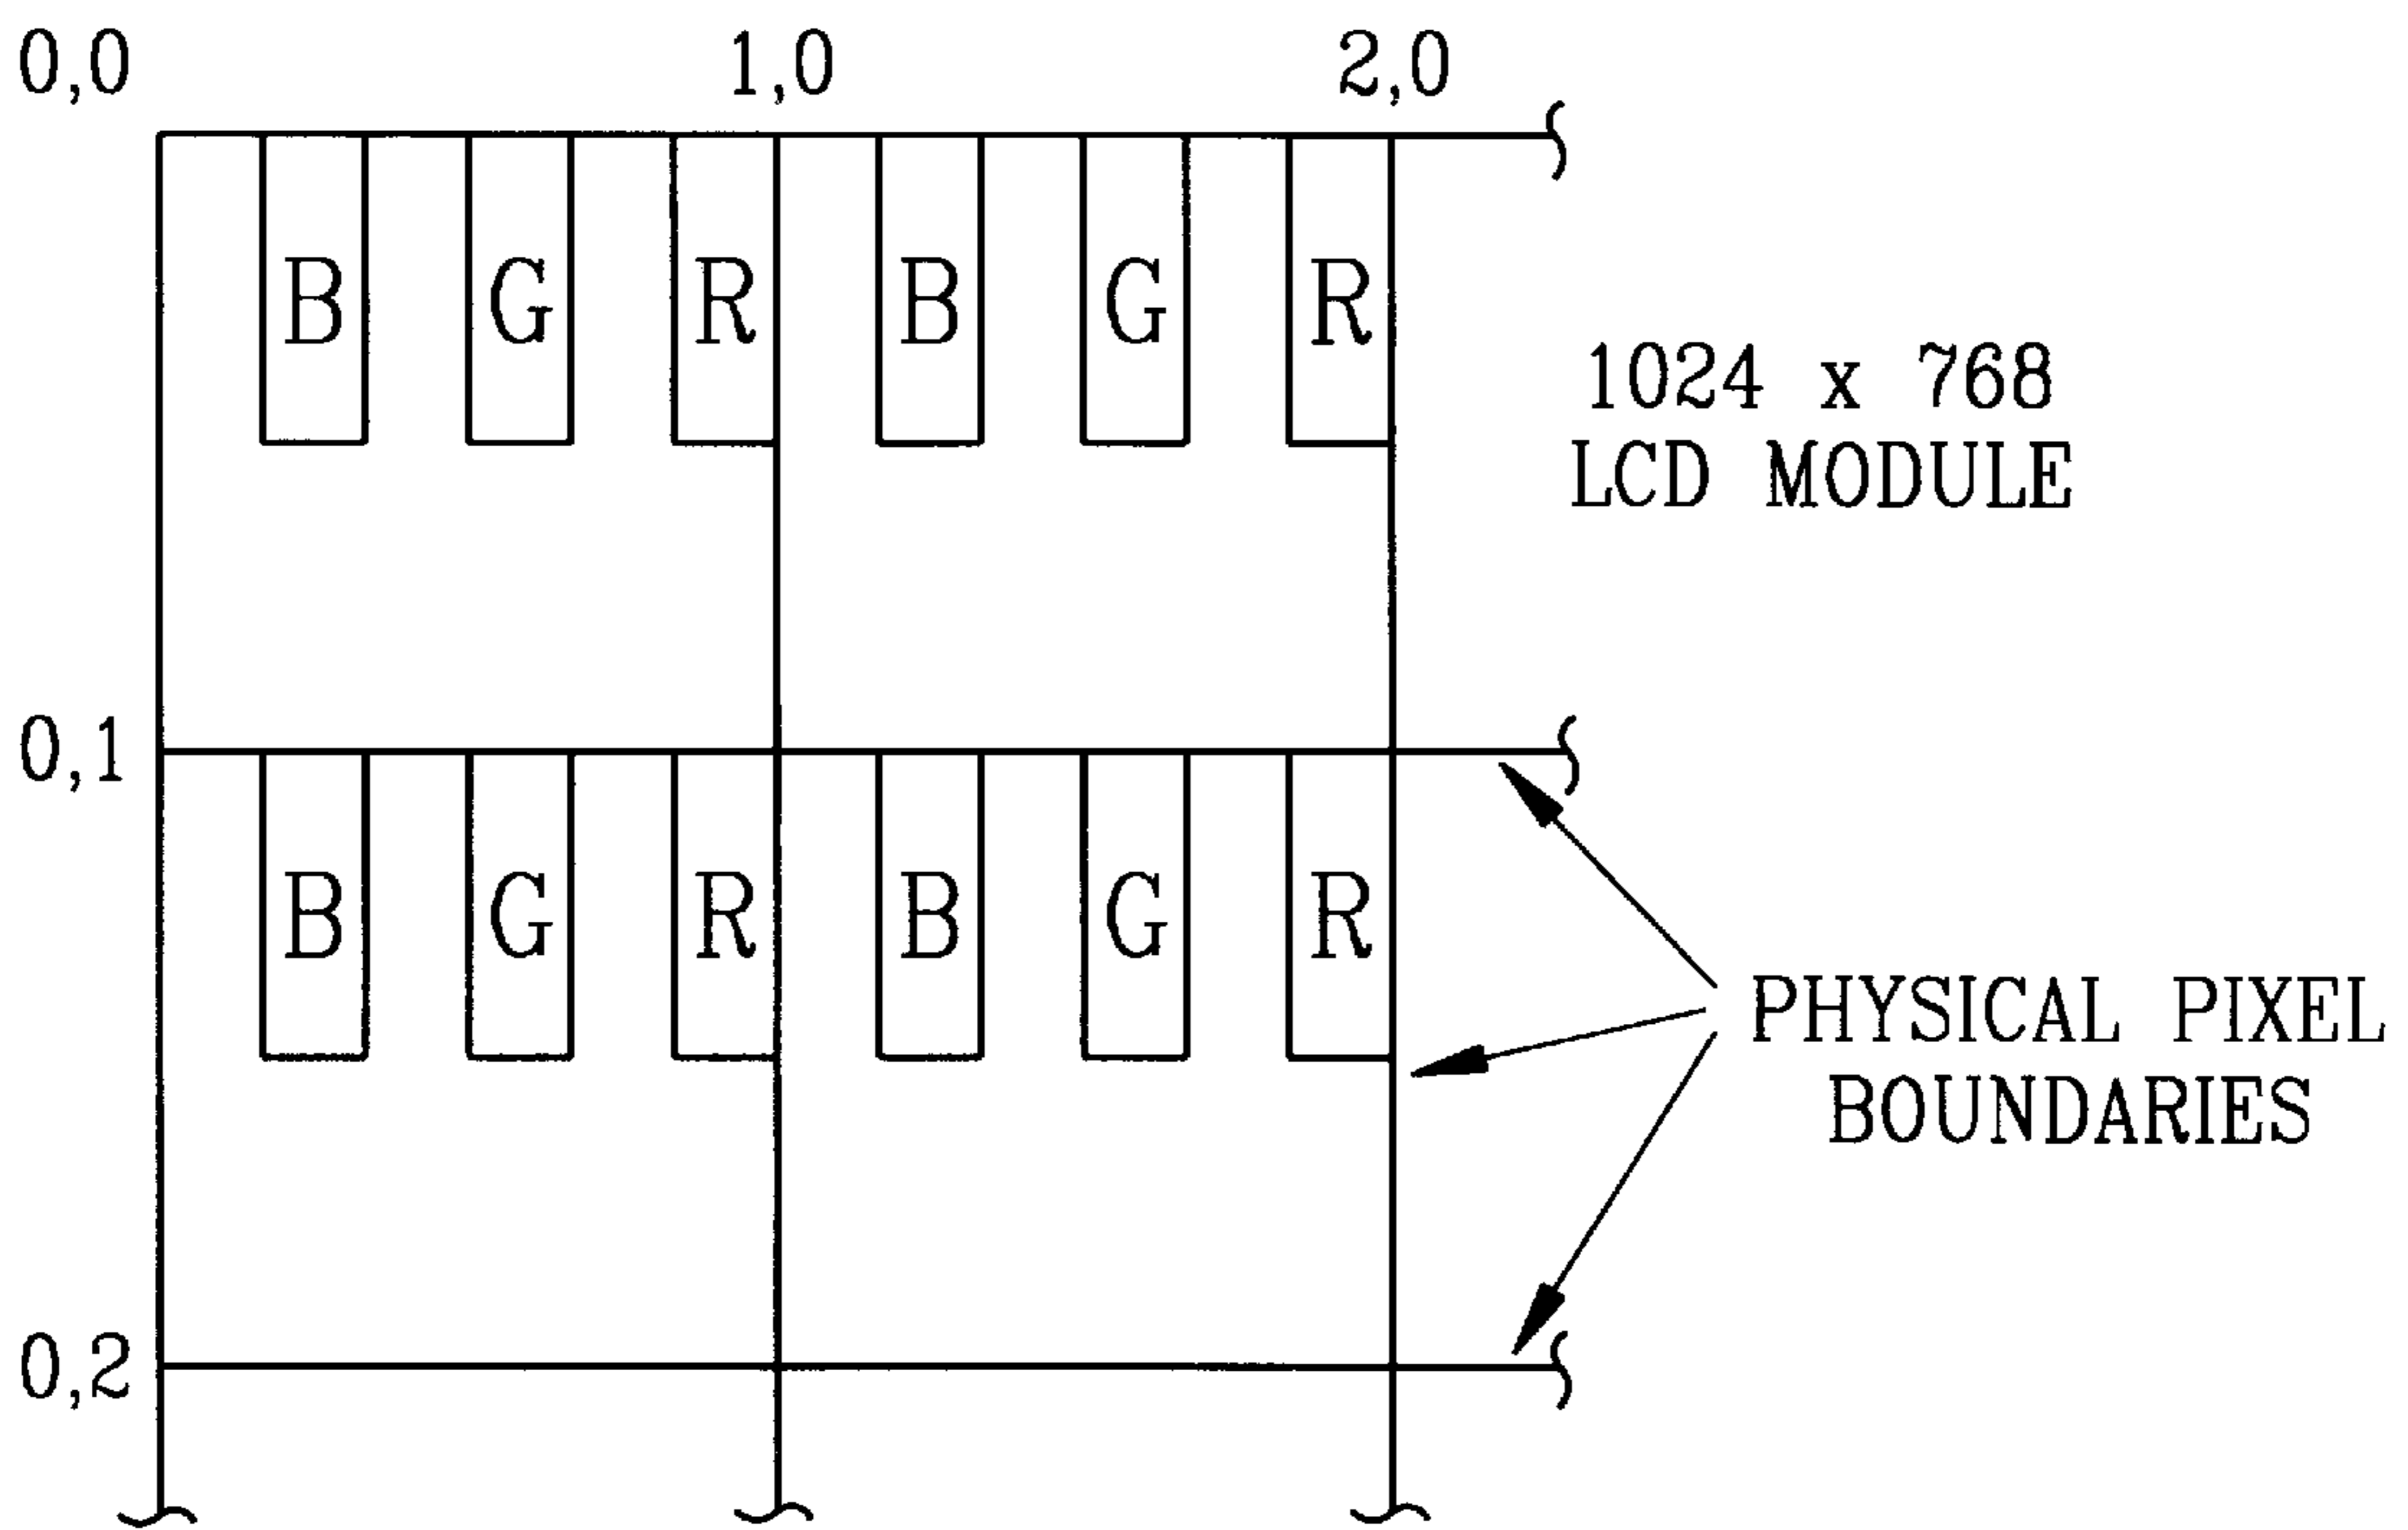 0,0 1,0 2,0
B G R B G R
1024 x 768
LCD MODULE
0,1
B G R B G R
PHYSICAL PIXEL
BOUNDARIES
0,2